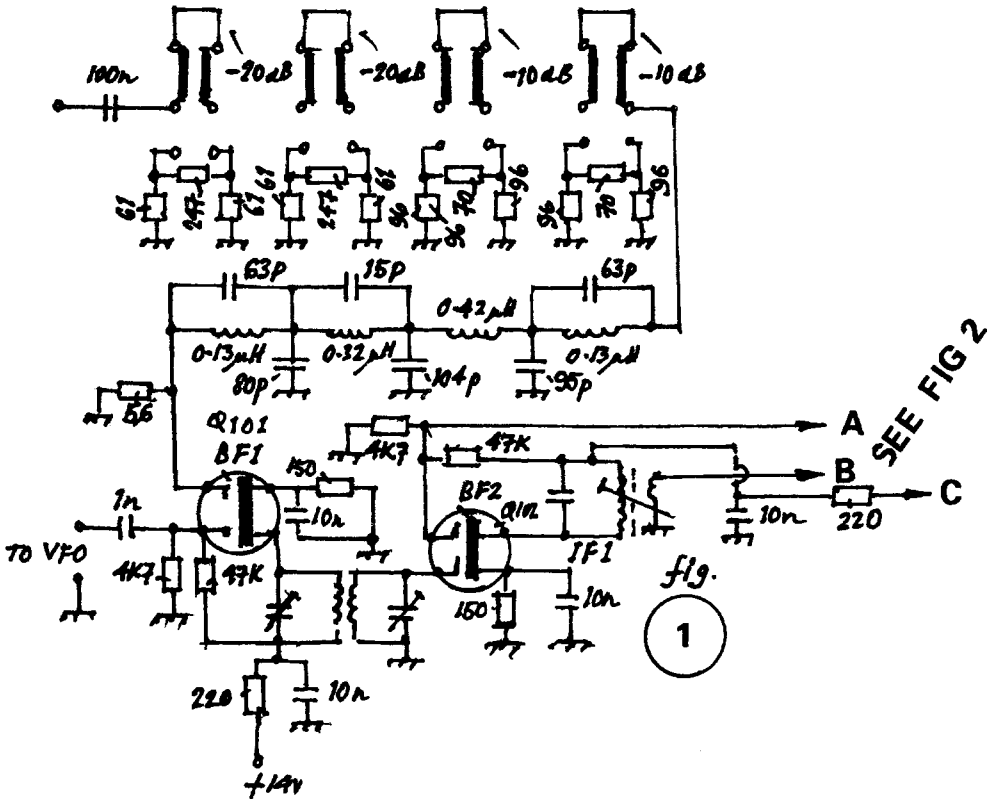 -20dB
-20dB
-10dB
-10dB
100n
61
247
61
61
247
61
96
70
96
96
96
70
96
63p
15p
0.42µH
63p
0.13µH
0.32µH
0.13µH
80p
104p
95p
56
Q101
BF1
150
10n
4K7
47K
BF2
Q102
A
SEE FIG 2
B
C
1n
TO VFO
4K7
47K
10n
220
IF1
fig.
1
150
10n
220
10n
+14v